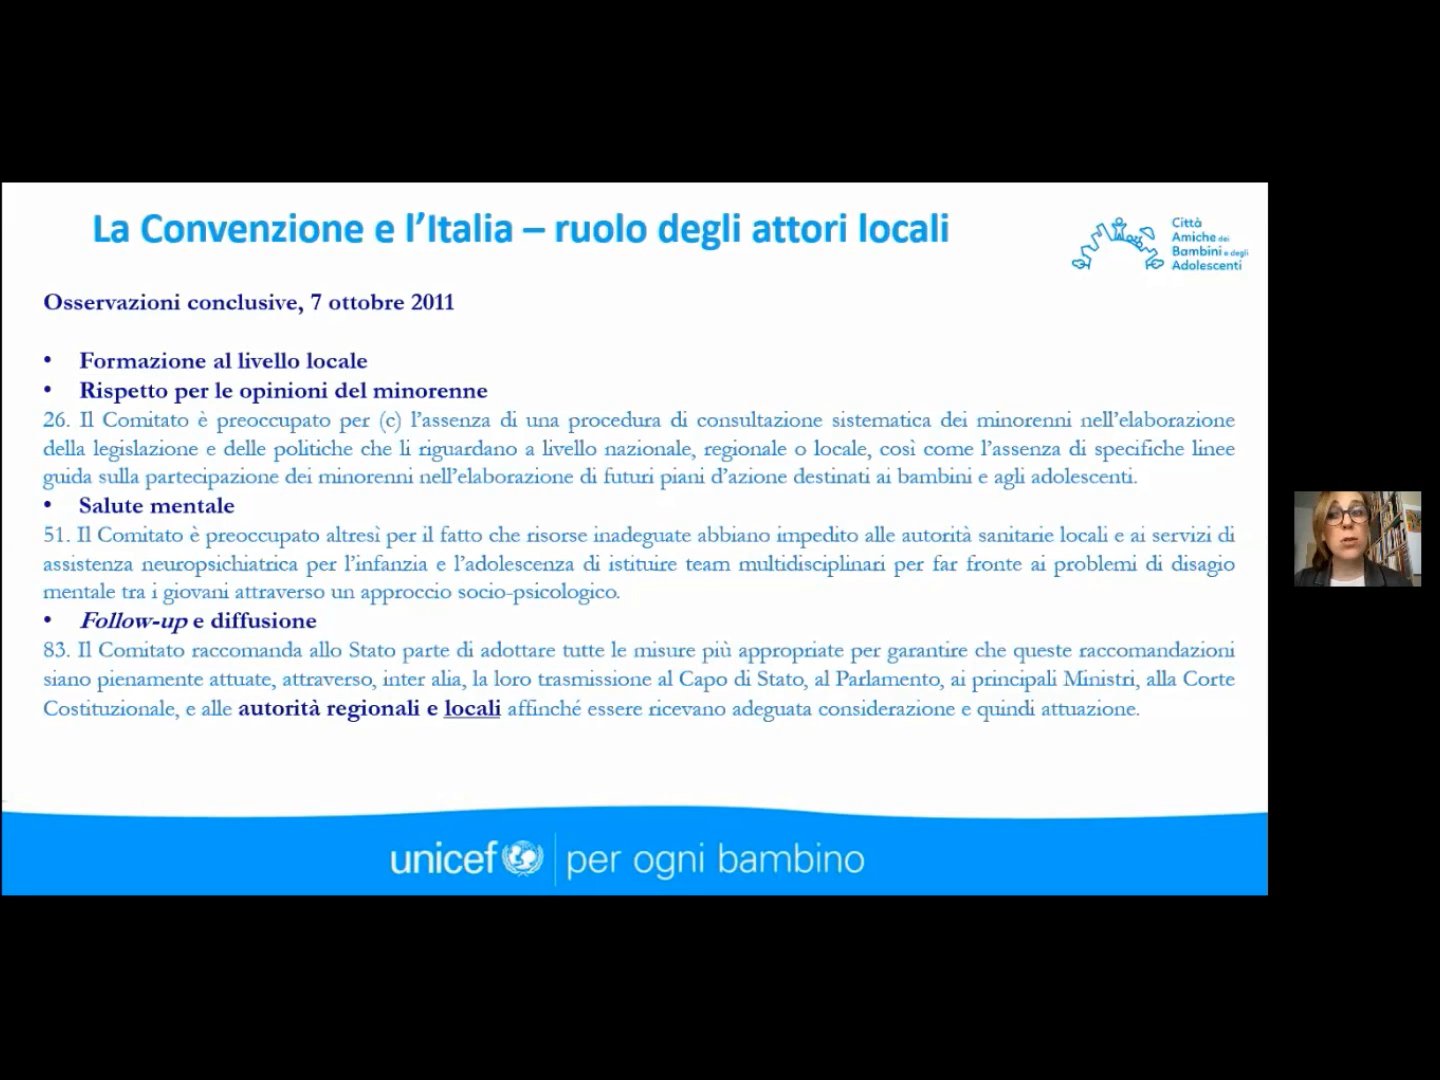 La Convenzione e l'Italia – ruolo degli attori locali
Città
Amiche dei
Bambini e degli
Adolescenti
Osservazioni conclusive, 7 ottobre 2011
• Formazione al livello locale
• Rispetto per le opinioni del minorenne
26. Il Comitato è preoccupato per (c) l'assenza di una procedura di consultazione sistematica dei minorenni nell'elaborazione
della legislazione e delle politiche che li riguardano a livello nazionale, regionale o locale, così come l'assenza di specifiche linee
guida sulla partecipazione dei minorenni nell'elaborazione di futuri piani d'azione destinati ai bambini e agli adolescenti.
• Salute mentale
51. Il Comitato è preoccupato altresì per il fatto che risorse inadeguate abbiano impedito alle autorità sanitarie locali e ai servizi di
assistenza neuropsichiatrica per l'infanzia e l'adolescenza di istituire team multidisciplinari per far fronte ai problemi di disagio
mentale tra i giovani attraverso un approccio socio-psicologico.
• Follow-up e diffusione
83. Il Comitato raccomanda allo Stato parte di adottare tutte le misure più appropriate per garantire che queste raccomandazioni
siano pienamente attuate, attraverso, inter alia, la loro trasmissione al Capo di Stato, al Parlamento, ai principali Ministri, alla Corte
Costituzionale, e alle autorità regionali e locali affinché essere ricevano adeguata considerazione e quindi attuazione.
unicef per ogni bambino